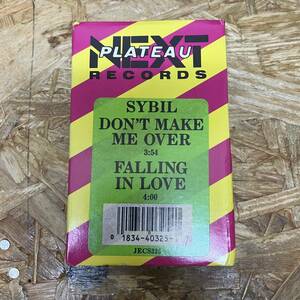 NEXT
PLATEAU
RECORDS
SYBIL
DON'T MAKE
ME OVER
3:54
FALLING
IN LOVE
4:00